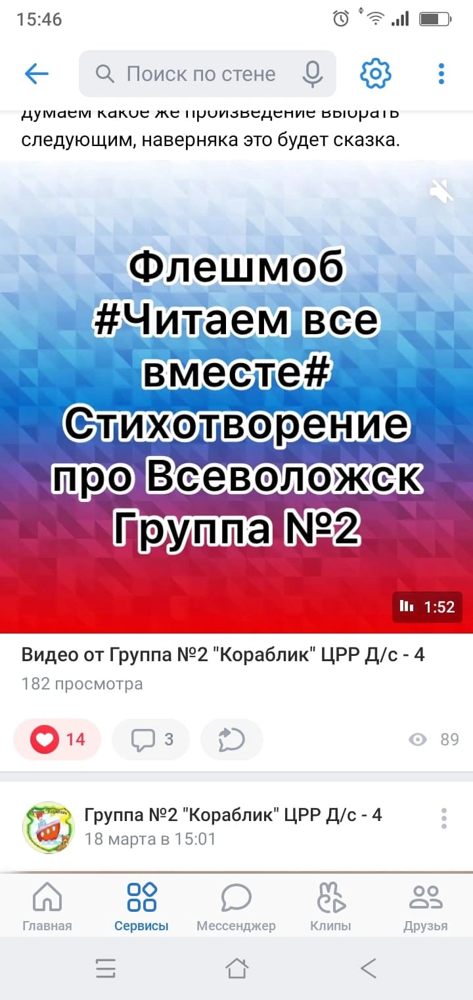 15:46
Поиск по стене
думаем какое же произведение выбрать
следующим, наверняка это будет сказка.
Флешмоб
#Читаем все
вместе#
Стихотворение
про Всеволожск
Группа №2
1:52
Видео от Группа №2 "Кораблик" ЦРР Д/с - 4
182 просмотра
14
3
89
Группа №2 "Кораблик" ЦРР Д/с - 4
18 марта в 15:01
Главная
Сервисы
Мессенджер
Клипы
Друзья